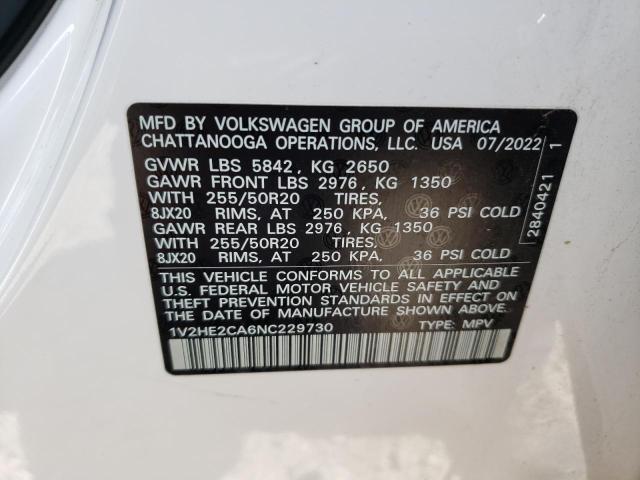 MFD BY VOLKSWAGEN GROUP OF AMERICA
CHATTANOOGA OPERATIONS, LLC. USA 07/2022
GVWR LBS 5842, KG 2650
GAWR FRONT LBS 2976, KG 1350
WITH 255/50R20 TIRES,
8JX20 RIMS, AT 250 KPA, 36 PSI COLD
GAWR REAR LBS 2976, KG 1350
WITH 255/50R20 TIRES,
8JX20 RIMS, AT 250 KPA, 36 PSI COLD
THIS VEHICLE CONFORMS TO ALL APPLICABLE
U.S. FEDERAL MOTOR VEHICLE SAFETY AND
THEFT PREVENTION STANDARDS IN EFFECT ON
THE DATE OF MANUFACTURE SHOWN ABOVE.
1V2HE2CA6NC229730 TYPE: MPV
2840421 1